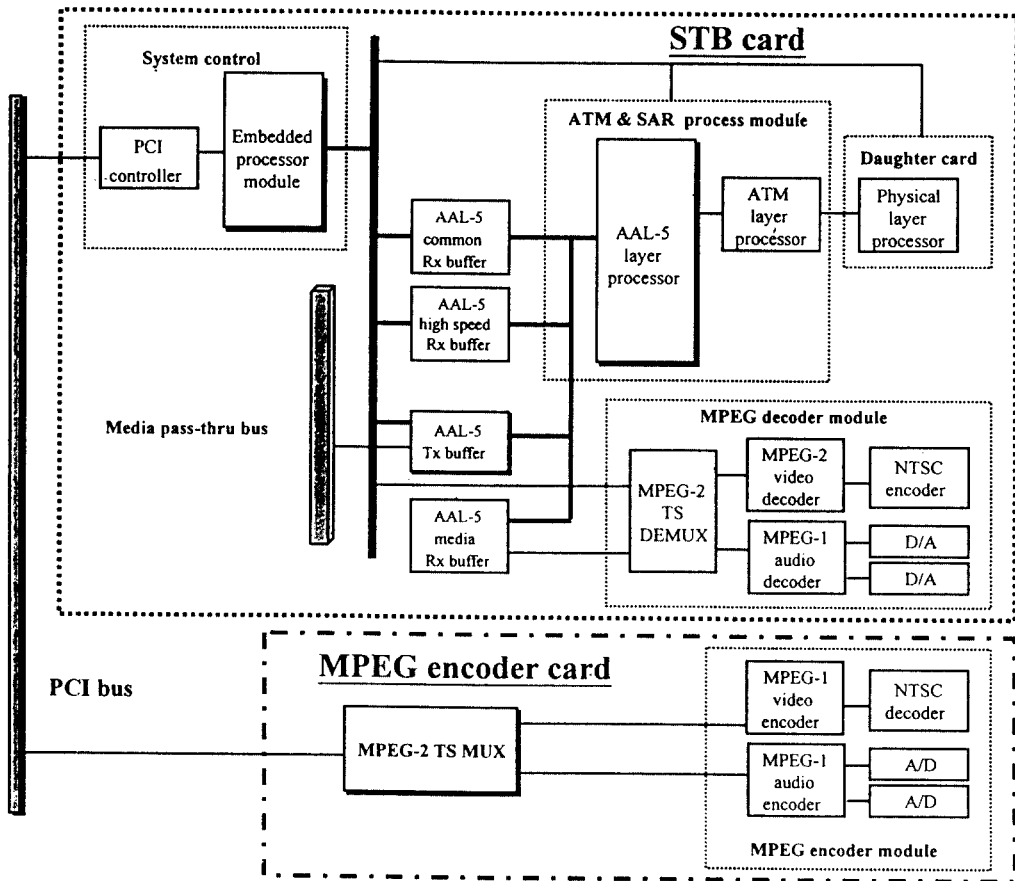 STB card
System control
PCI
controller
Embedded
processor
module
ATM & SAR process module
AAL-5
layer
processor
ATM
layer
processor
Daughter card
Physical
layer
processor
AAL-5
common
Rx buffer
AAL-5
high speed
Rx buffer
Media pass-thru bus
AAL-5
Tx buffer
AAL-5
media
Rx buffer
MPEG decoder module
MPEG-2
TS
DEMUX
MPEG-2
video
decoder
NTSC
encoder
MPEG-1
audio
decoder
D/A
D/A
PCI bus
MPEG encoder card
MPEG-2 TS MUX
MPEG-1
video
encoder
NTSC
decoder
MPEG-1
audio
encoder
A/D
A/D
MPEG encoder module